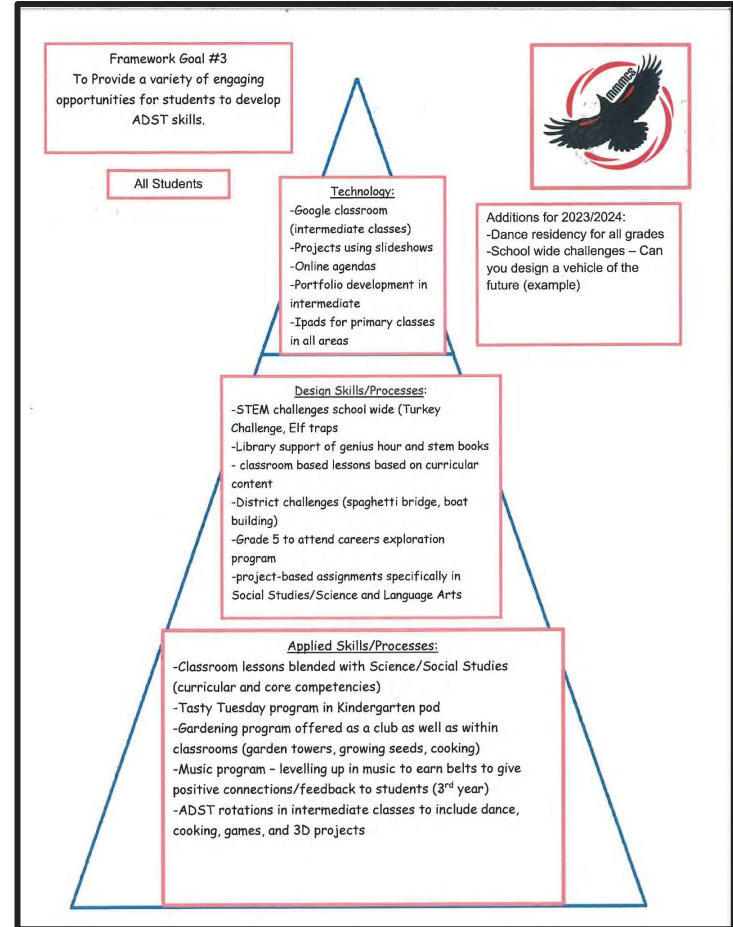 Framework Goal #3
To Provide a variety of engaging
opportunities for students to develop
ADST skills.
mmmcs
All Students
Technology:
-Google classroom
(intermediate classes)
-Projects using slideshows
-Online agendas
-Portfolio development in
intermediate
-Ipads for primary classes
in all areas
Additions for 2023/2024:
-Dance residency for all grades
-School wide challenges – Can
you design a vehicle of the
future (example)
Design Skills/Processes:
-STEM challenges school wide (Turkey
Challenge, Elf traps
-Library support of genius hour and stem books
- classroom based lessons based on curricular
content
-District challenges (spaghetti bridge, boat
building)
-Grade 5 to attend careers exploration
program
-project-based assignments specifically in
Social Studies/Science and Language Arts
Applied Skills/Processes:
-Classroom lessons blended with Science/Social Studies
(curricular and core competencies)
-Tasty Tuesday program in Kindergarten pod
-Gardening program offered as a club as well as within
classrooms (garden towers, growing seeds, cooking)
-Music program – levelling up in music to earn belts to give
positive connections/feedback to students (3rd year)
-ADST rotations in intermediate classes to include dance,
cooking, games, and 3D projects